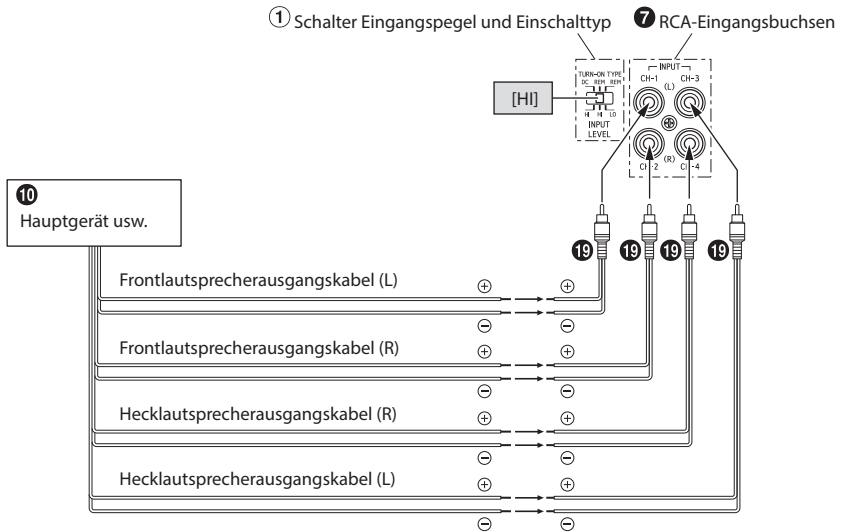 ① Schalter Eingangspegel und Einschalttyp
❼ RCA-Eingangsbuchsen
TURN-ON TYPE
DC REM REM
HI HI LO
INPUT
LEVEL
[HI]
INPUT
CH-1 CH-3
(L)
(R)
CH-2 CH-4
❿
Hauptgerät usw.
⓳ ⓳ ⓳ ⓳
Frontlautsprecherausgangskabel (L)
⊕ ⊕
⊖ ⊖
Frontlautsprecherausgangskabel (R)
⊕ ⊕
⊖ ⊖
Hecklautsprecherausgangskabel (R)
⊕ ⊕
⊖ ⊖
Hecklautsprecherausgangskabel (L)
⊕ ⊕
⊖ ⊖